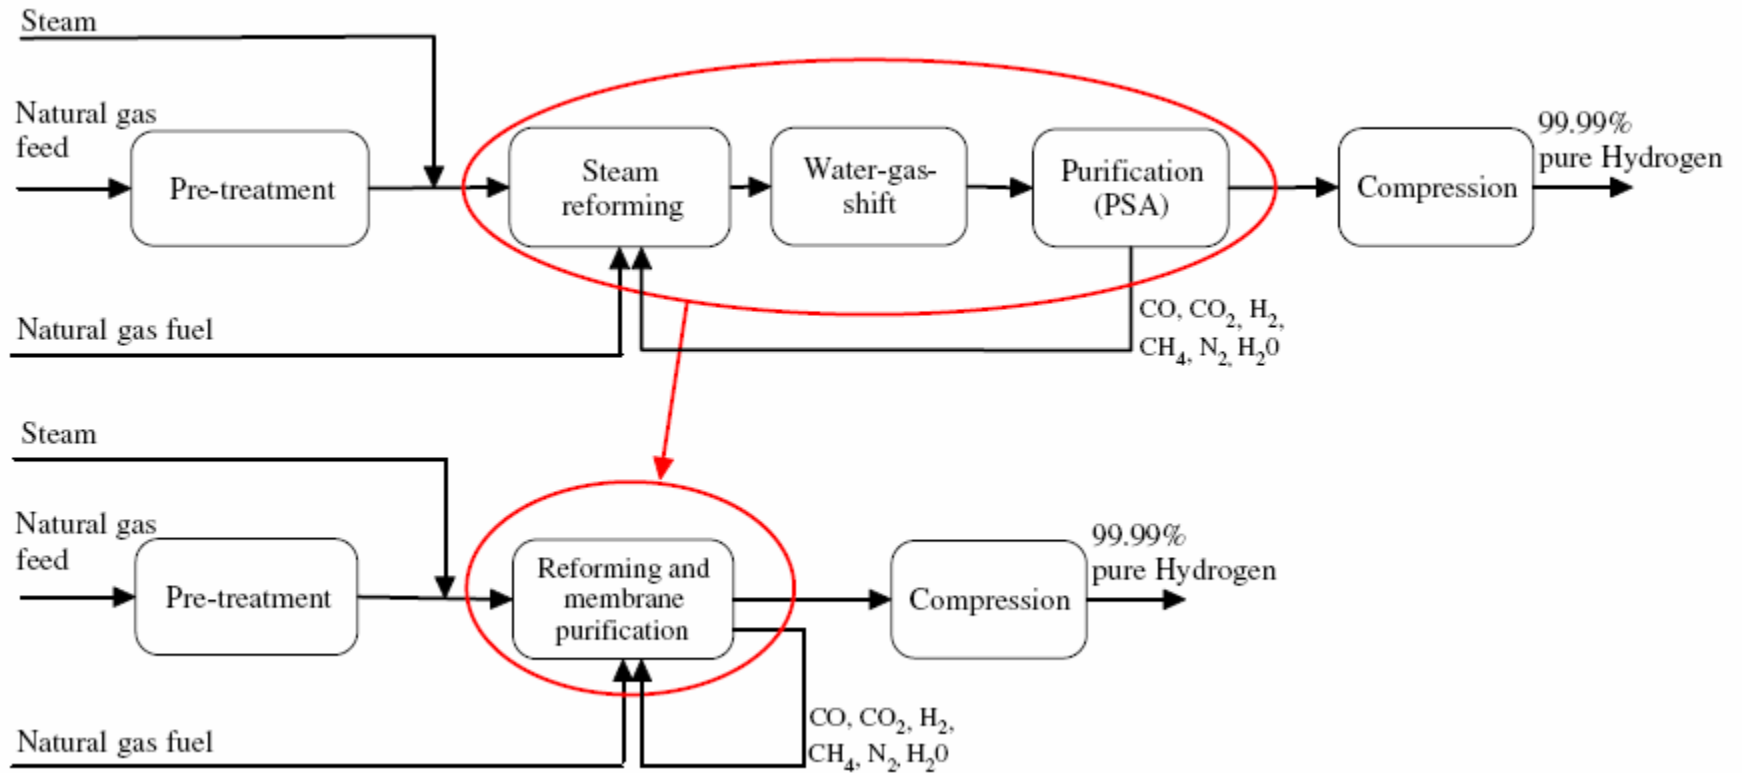 Steam
Natural gas
feed
Pre-treatment
Steam
reforming
Water-gas-
shift
Purification
(PSA)
Compression
99.99%
pure Hydrogen
Natural gas fuel
CO, CO₂, H₂,
CH₄, N₂, H₂0
Steam
Natural gas
feed
Pre-treatment
Reforming and
membrane
purification
Compression
99.99%
pure Hydrogen
Natural gas fuel
CO, CO₂, H₂,
CH₄, N₂, H₂0